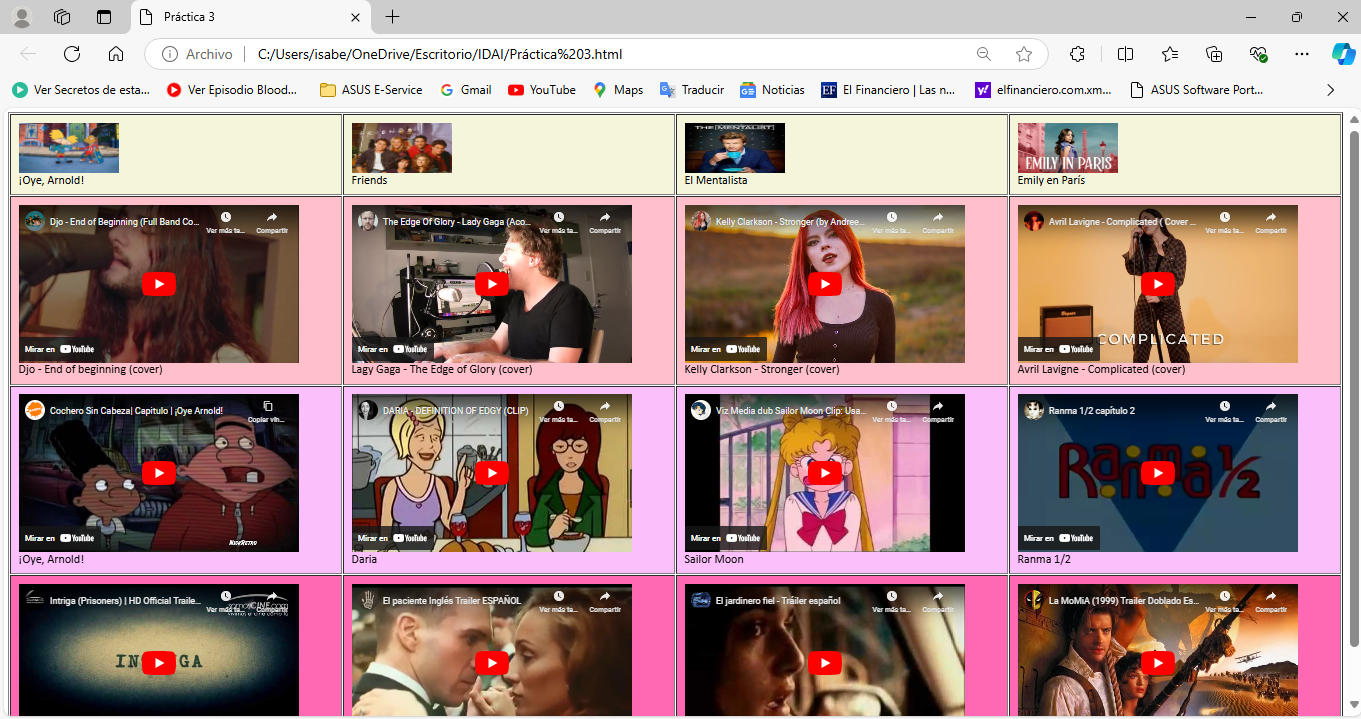 Práctica 3
Archivo
C:/Users/isabe/OneDrive/Escritorio/IDAI/Práctica%203.html
Ver Secretos de esta...
Ver Episodio Blood...
ASUS E-Service
Gmail
YouTube
Maps
Traducir
Noticias
EF
El Financiero | Las n...
elfinanciero.com.xm...
ASUS Software Port...
¡Oye, Arnold!
Friends
THE MENTALIST
El Mentalista
EMILY IN PARIS
Emily en París
Djo - End of Beginning (Full Band Co...
Ver más ta...
Compartir
Mirar en YouTube
Djo - End of beginning (cover)
The Edge Of Glory - Lady Gaga (Aco...
Ver más ta...
Compartir
Mirar en YouTube
Lagy Gaga - The Edge of Glory (cover)
Kelly Clarkson - Stronger (by Andree...
Ver más ta...
Compartir
Mirar en YouTube
Kelly Clarkson - Stronger (cover)
Avril Lavigne - Complicated ( Cover ...
Ver más ta...
Compartir
COMPLICATED
Mirar en YouTube
Avril Lavigne - Complicated (cover)
Cochero Sin Cabeza| Capitulo | ¡Oye Arnold!
Copiar vín...
Mirar en YouTube
NickRetro
¡Oye, Arnold!
DARIA - DEFINITION OF EDGY (CLIP)
Ver más ta...
Compartir
Mirar en YouTube
Daria
Viz Media dub Sailor Moon Clip: Usa...
Ver más ta...
Compartir
Mirar en YouTube
Sailor Moon
Ranma 1/2 capítulo 2
Ver más ta...
Compartir
Ranma 1/2
Mirar en YouTube
Ranma 1/2
Intriga (Prisoners) | HD Official Traile...
Ver más ta...
Compartir
El paciente Inglés Trailer ESPAÑOL
Ver más ta...
Compartir
El jardinero fiel - Tráiler español
Ver más ta...
Compartir
La MoMiA (1999) Trailer Doblado Es...
Ver más ta...
Compartir